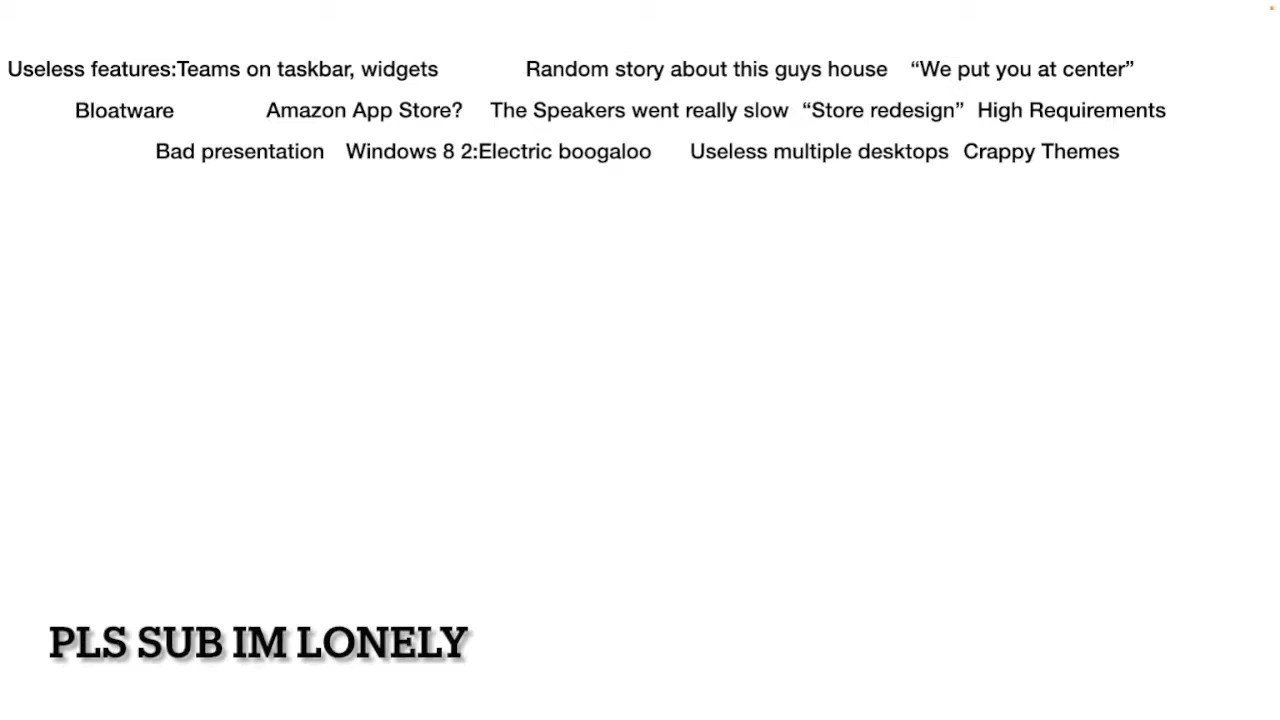 Useless features:Teams on taskbar, widgets Random story about this guys house “We put you at center”
Bloatware Amazon App Store? The Speakers went really slow “Store redesign” High Requirements
Bad presentation Windows 8 2:Electric boogaloo Useless multiple desktops Crappy Themes
PLS SUB IM LONELY